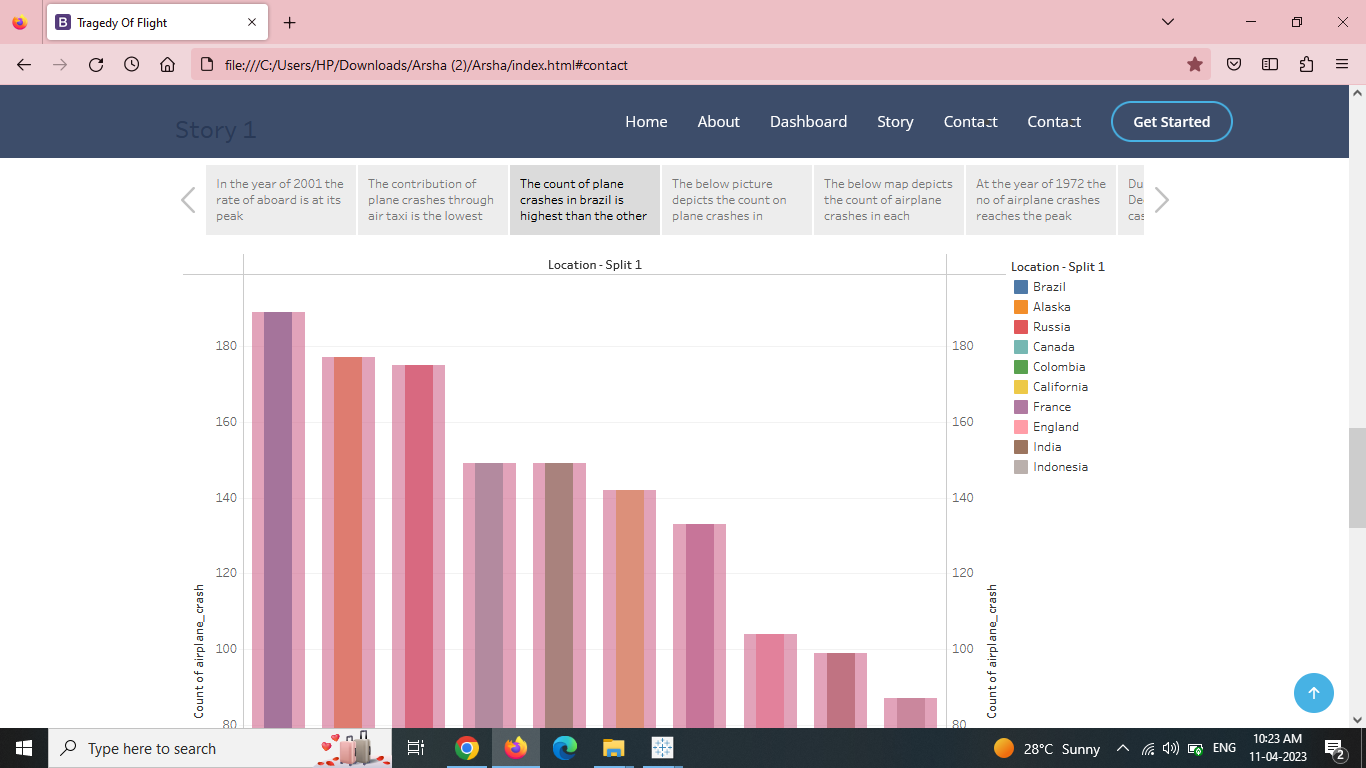 B Tragedy Of Flight
file:///C:/Users/HP/Downloads/Arsha (2)/Arsha/index.html#contact
Story 1
Home About Dashboard Story Contact Contact Get Started
In the year of 2001 the
rate of aboard is at its
peak
The contribution of
plane crashes through
air taxi is the lowest
The count of plane
crashes in brazil is
highest than the other
The below picture
depicts the count on
plane crashes in
The below map depicts
the count of airplane
crashes in each
At the year of 1972 the
no of airplane crashes
reaches the peak
Du
De
cas
Location - Split 1
180
160
140
120
100
80
Count of airplane_crash
180
160
140
120
100
80
Count of airplane_crash
Location - Split 1
Brazil
Alaska
Russia
Canada
Colombia
California
France
England
India
Indonesia
Type here to search
28°C Sunny
ENG
10:23 AM
11-04-2023
2